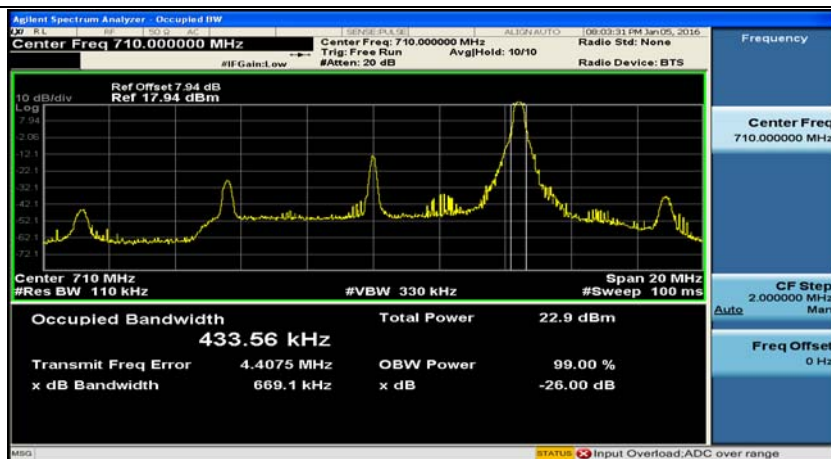 Agilent Spectrum Analyzer - Occupied BW
LXI RL RF 50 Ω AC SENSE:PULSE ALIGN AUTO 08:03:31 PM Jan 05, 2016
Center Freq 710.000000 MHz
Center Freq: 710.000000 MHz Radio Std: None
Trig: Free Run Avg|Hold: 10/10
#IFGain:Low #Atten: 20 dB Radio Device: BTS
Frequency
Ref Offset 7.94 dB
10 dB/div Ref 17.94 dBm
Log
7.94
-2.06
-12.1
-22.1
-32.1
-42.1
-52.1
-62.1
-72.1
Center 710 MHz Span 20 MHz
#Res BW 110 kHz #VBW 330 kHz #Sweep 100 ms
Occupied Bandwidth Total Power 22.9 dBm
433.56 kHz
Transmit Freq Error 4.4075 MHz OBW Power 99.00 %
x dB Bandwidth 669.1 kHz x dB -26.00 dB
Center Freq
710.000000 MHz
CF Step
2.000000 MHz
Auto Man
Freq Offset
0 Hz
MSG STATUS Input Overload;ADC over range